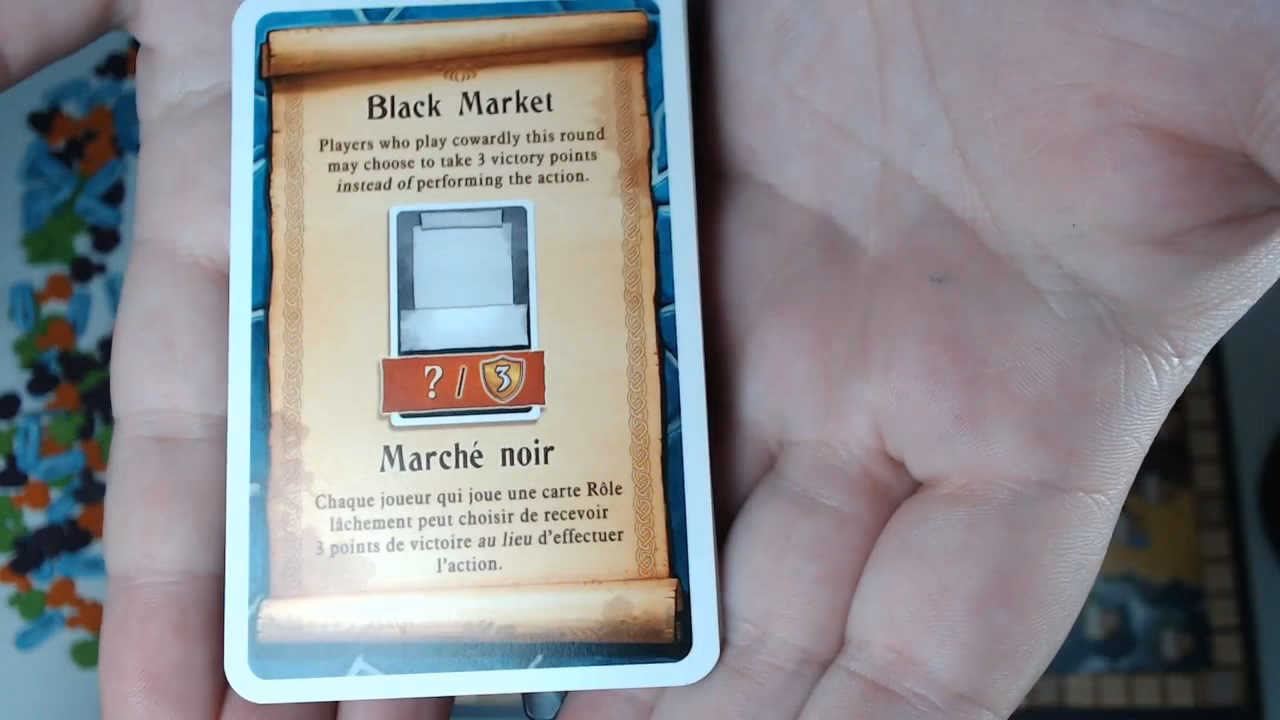 Black Market
Players who play cowardly this round
may choose to take 3 victory points
instead of performing the action.
? / 3
Marché noir
Chaque joueur qui joue une carte Rôle
lâchement peut choisir de recevoir
3 points de victoire au lieu d'effectuer
l'action.